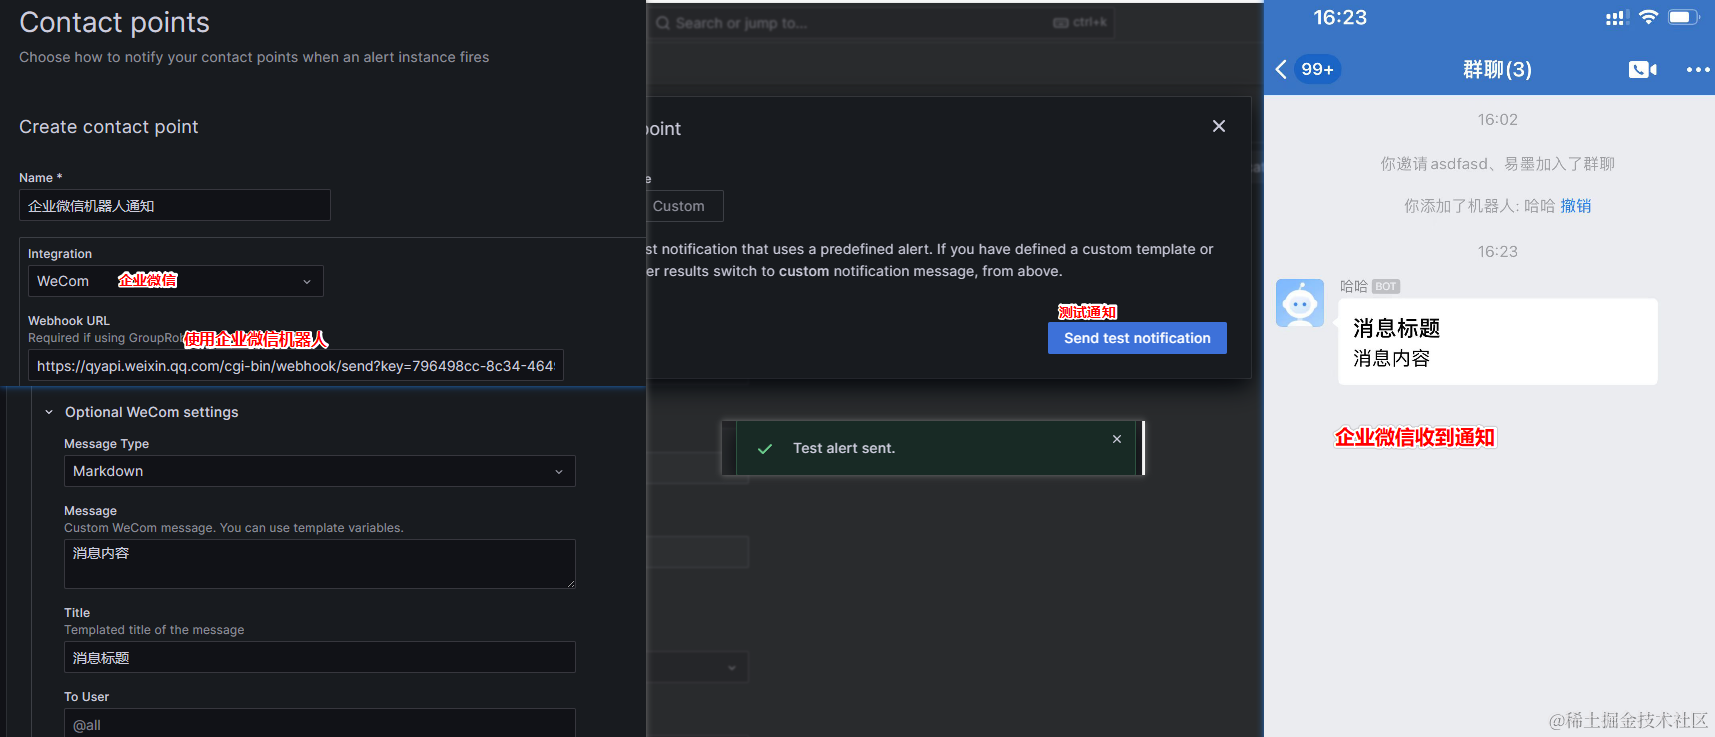 Contact points
Choose how to notify your contact points when an alert instance fires
Create contact point
Name *
企业微信机器人通知
Integration
WeCom
企业微信
Webhook URL
Required if using GroupRob
使用企业微信机器人
https://qyapi.weixin.qq.com/cgi-bin/webhook/send?key=796498cc-8c34-464
Optional WeCom settings
Message Type
Markdown
Message
Custom WeCom message. You can use template variables.
消息内容
Title
Templated title of the message
消息标题
To User
@all
Search or jump to...
ctrl+k
point
e
Custom
st notification that uses a predefined alert. If you have defined a custom template or
er results switch to custom notification message, from above.
测试通知
Send test notification
Test alert sent.
16:23
99+
群聊(3)
16:02
你邀请asdfasd、易墨加入了群聊
你添加了机器人: 哈哈 撤销
16:23
哈哈 BOT
消息标题
消息内容
企业微信收到通知
@稀土掘金技术社区